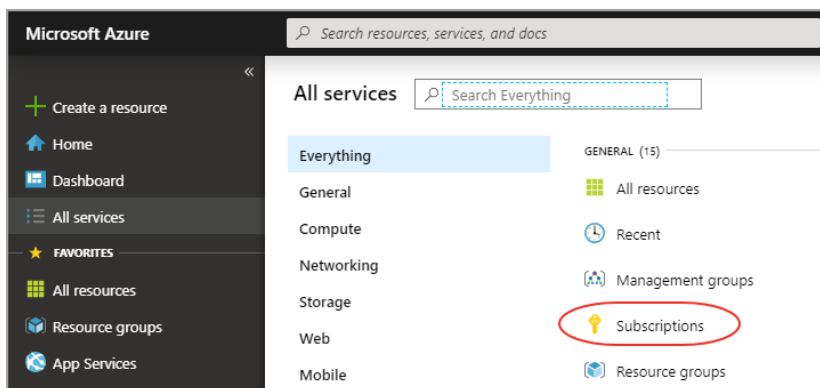 Microsoft Azure
Search resources, services, and docs
«
Create a resource
Home
Dashboard
All services
FAVORITES
All resources
Resource groups
App Services
All services
Search Everything
Everything
General
Compute
Networking
Storage
Web
Mobile
GENERAL (15)
All resources
Recent
Management groups
Subscriptions
Resource groups